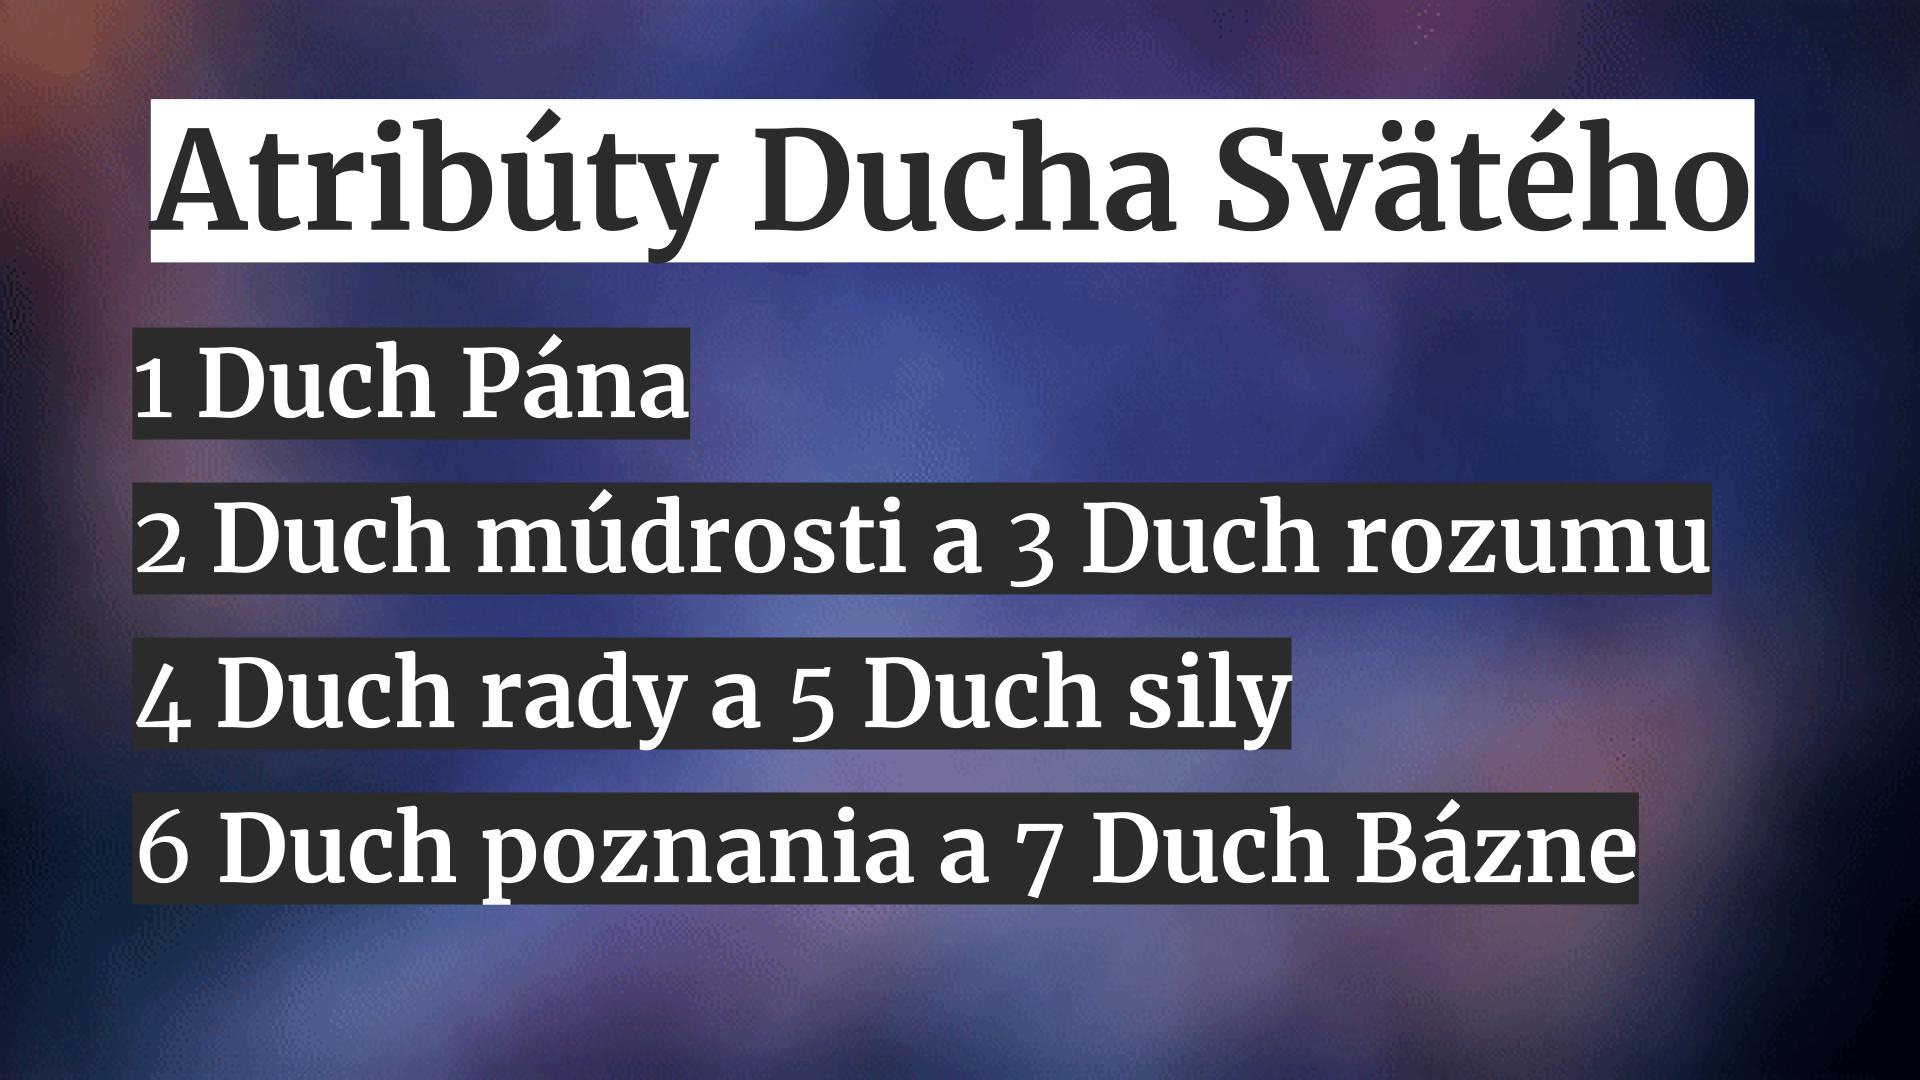 Atribúty Ducha Svätého
1 Duch Pána
2 Duch múdrosti a 3 Duch rozumu
4 Duch rady a 5 Duch sily
6 Duch poznania a 7 Duch Bázne